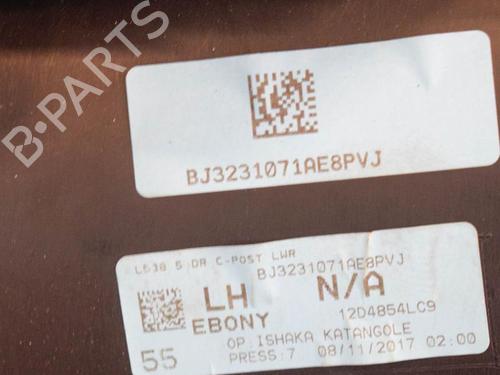 B-PARTS
BJ3231071AE8PVJ
L538 5 DR C-POST LWR
BJ3231071AE8PVJ
LH N/A
EBONY 12D4854LC9
OP:ISHAKA KATANGOLE
55 PRESS:7 08/11/2017 02:00